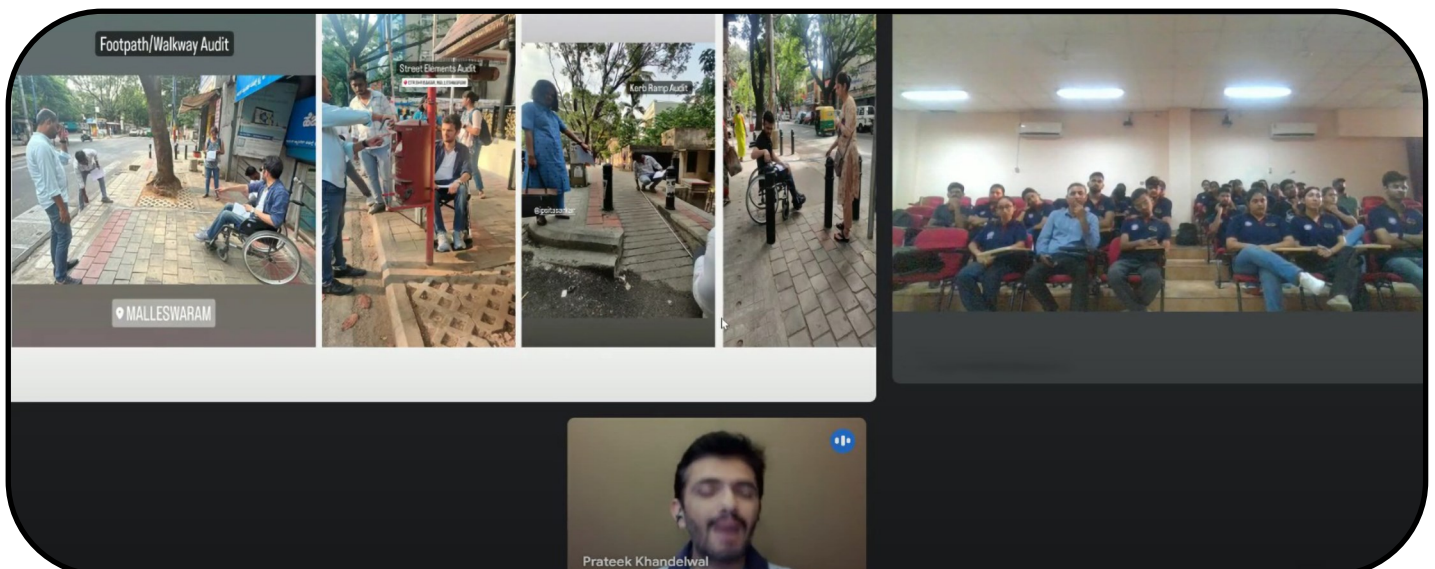 Footpath/Walkway Audit
MALLESWARAM
Street Elements Audit
Kerb Ramp Audit
Prateek Khandelwal